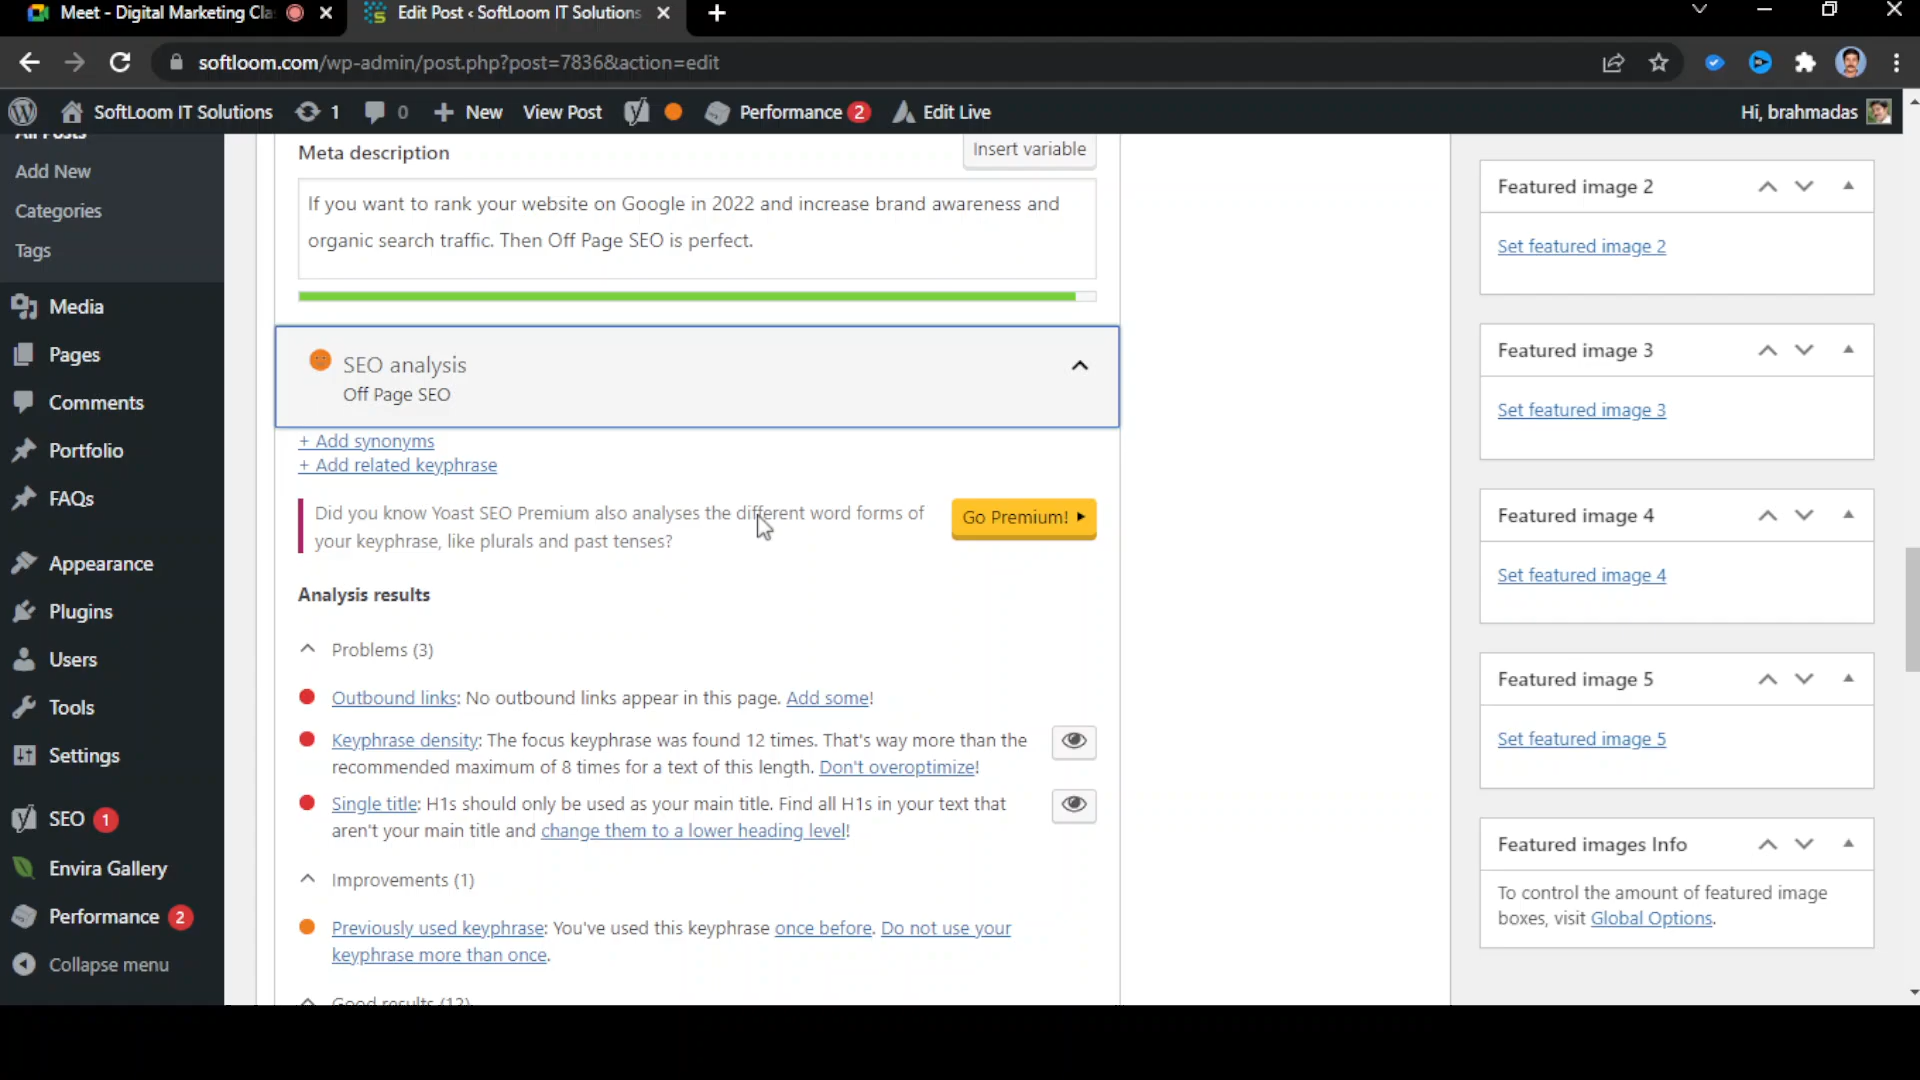 Meet - Digital Marketing Cla
Edit Post ‹ SoftLoom IT Solutions
softloom.com/wp-admin/post.php?post=7836&action=edit
SoftLoom IT Solutions 1 0 New View Post Performance 2 Edit Live Hi, brahmadas
All Posts
Add New
Categories
Tags
Media
Pages
Comments
Portfolio
FAQs
Appearance
Plugins
Users
Tools
Settings
SEO 1
Envira Gallery
Performance 2
Collapse menu
Meta description
Insert variable
If you want to rank your website on Google in 2022 and increase brand awareness and
organic search traffic. Then Off Page SEO is perfect.
SEO analysis
Off Page SEO
+ Add synonyms
+ Add related keyphrase
Did you know Yoast SEO Premium also analyses the different word forms of
your keyphrase, like plurals and past tenses?
Go Premium!
Analysis results
Problems (3)
Outbound links: No outbound links appear in this page. Add some!
Keyphrase density: The focus keyphrase was found 12 times. That's way more than the
recommended maximum of 8 times for a text of this length. Don't overoptimize!
Single title: H1s should only be used as your main title. Find all H1s in your text that
aren't your main title and change them to a lower heading level!
Improvements (1)
Previously used keyphrase: You've used this keyphrase once before. Do not use your
keyphrase more than once.
Good results (12)
Featured image 2
Set featured image 2
Featured image 3
Set featured image 3
Featured image 4
Set featured image 4
Featured image 5
Set featured image 5
Featured images Info
To control the amount of featured image
boxes, visit Global Options.